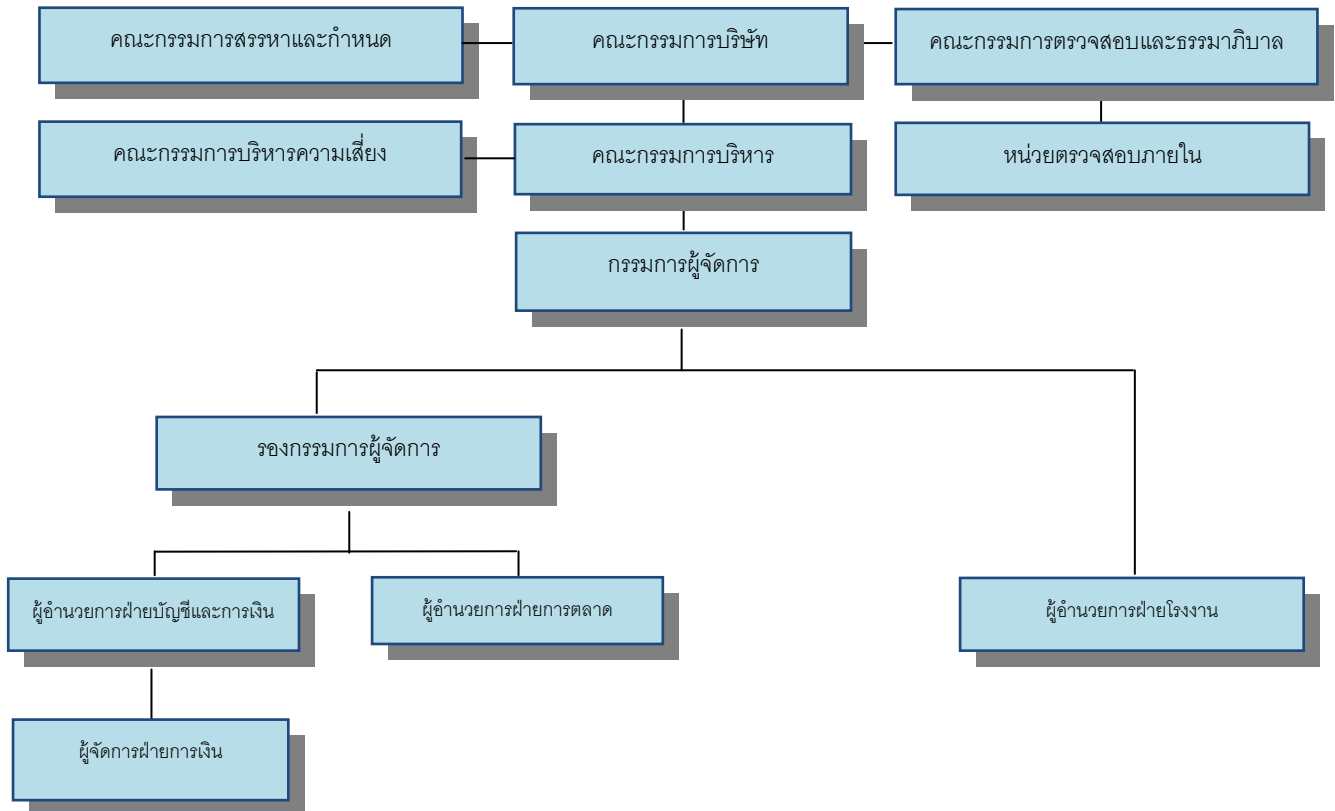 คณะกรรมการสรรหาและกำหนด
คณะกรรมการบริษัท
คณะกรรมการตรวจสอบและธรรมาภิบาล
คณะกรรมการบริหารความเสี่ยง
คณะกรรมการบริหาร
หน่วยตรวจสอบภายใน
กรรมการผู้จัดการ
รองกรรมการผู้จัดการ
ผู้อำนวยการฝ่ายบัญชีและการเงิน
ผู้อำนวยการฝ่ายการตลาด
ผู้อำนวยการฝ่ายโรงงาน
ผู้จัดการฝ่ายการเงิน